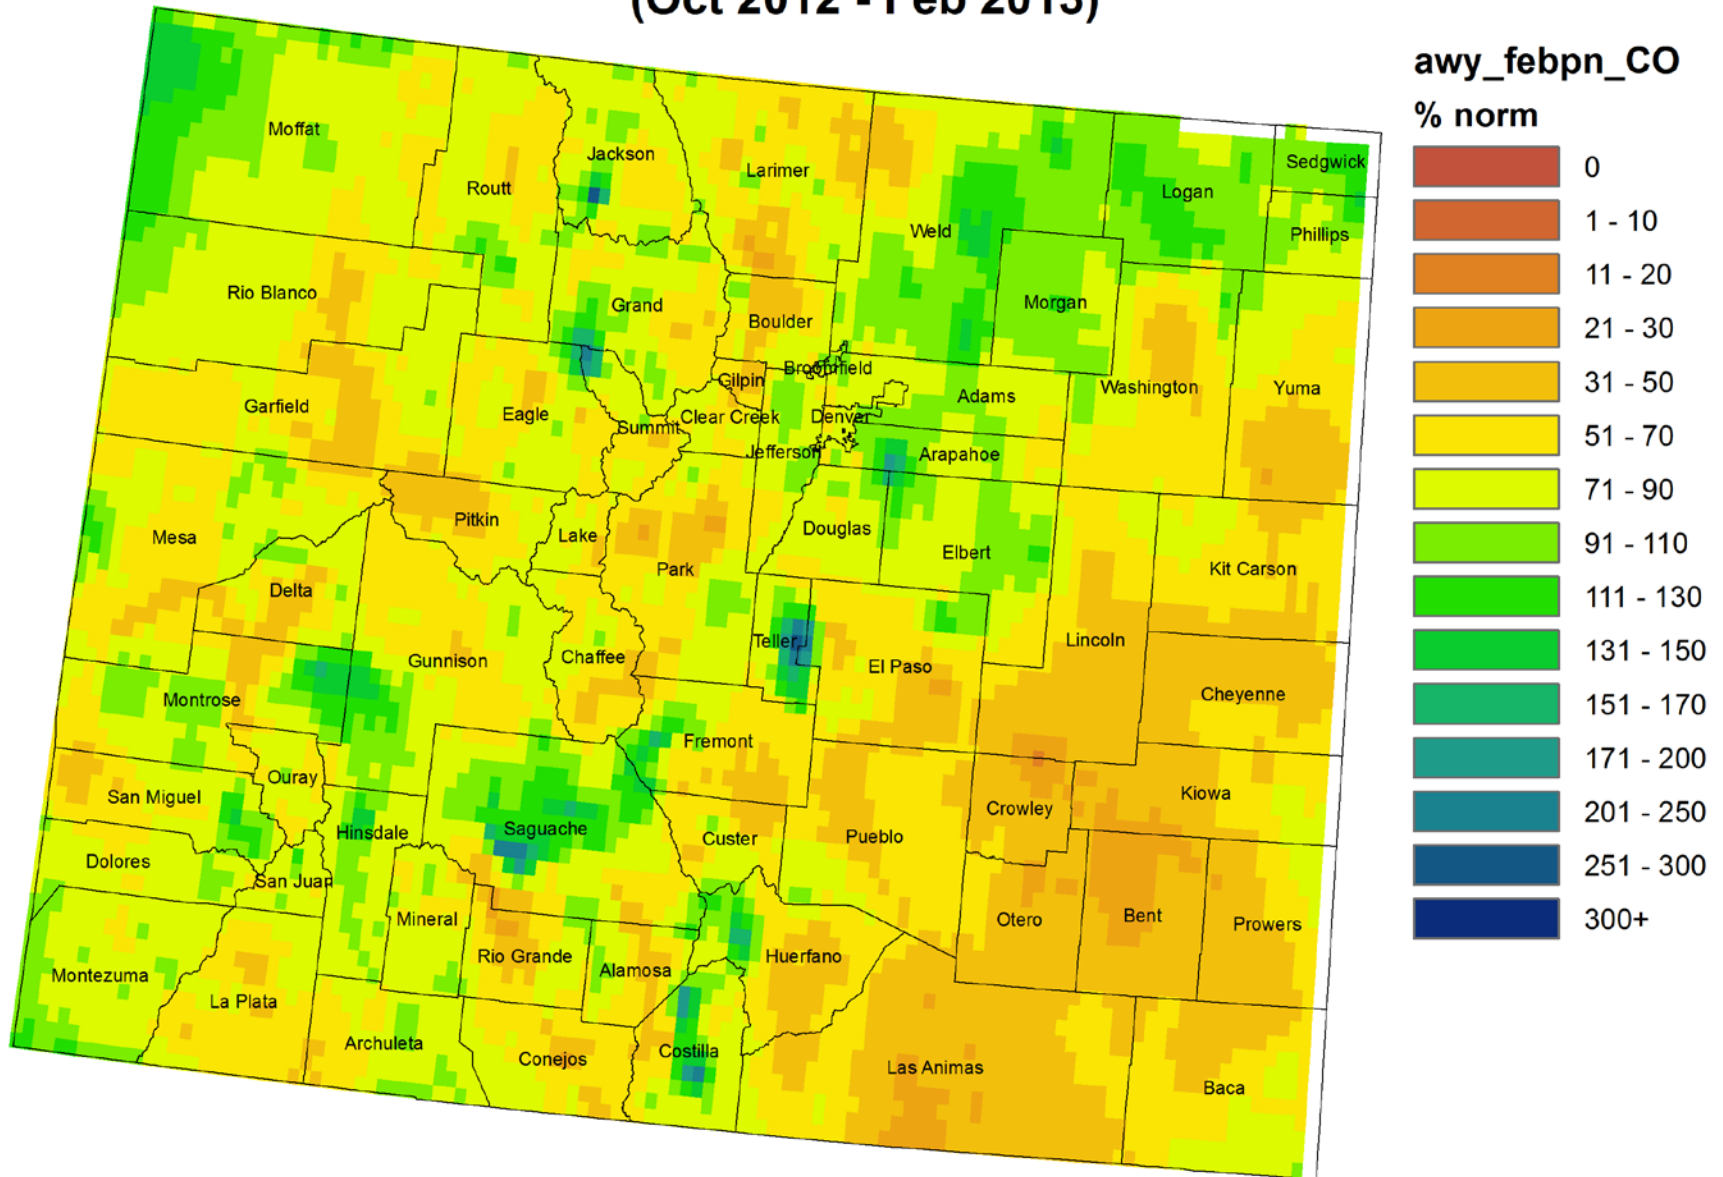 (Oct 2012 - Feb 2013)
awy_febpn_CO
% norm
0
1 - 10
11 - 20
21 - 30
31 - 50
51 - 70
71 - 90
91 - 110
111 - 130
131 - 150
151 - 170
171 - 200
201 - 250
251 - 300
300+
Moffat
Routt
Jackson
Larimer
Weld
Logan
Sedgwick
Phillips
Rio Blanco
Grand
Boulder
Morgan
Broomfield
Gilpin
Garfield
Eagle
Summit
Clear Creek
Denver
Adams
Washington
Yuma
Jefferson
Arapahoe
Mesa
Pitkin
Lake
Park
Douglas
Elbert
Kit Carson
Delta
Gunnison
Chaffee
Teller
El Paso
Lincoln
Cheyenne
Montrose
Fremont
Ouray
San Miguel
Hinsdale
Saguache
Custer
Pueblo
Crowley
Kiowa
Dolores
San Juan
Mineral
Rio Grande
Alamosa
Huerfano
Otero
Bent
Prowers
Montezuma
La Plata
Archuleta
Conejos
Costilla
Las Animas
Baca